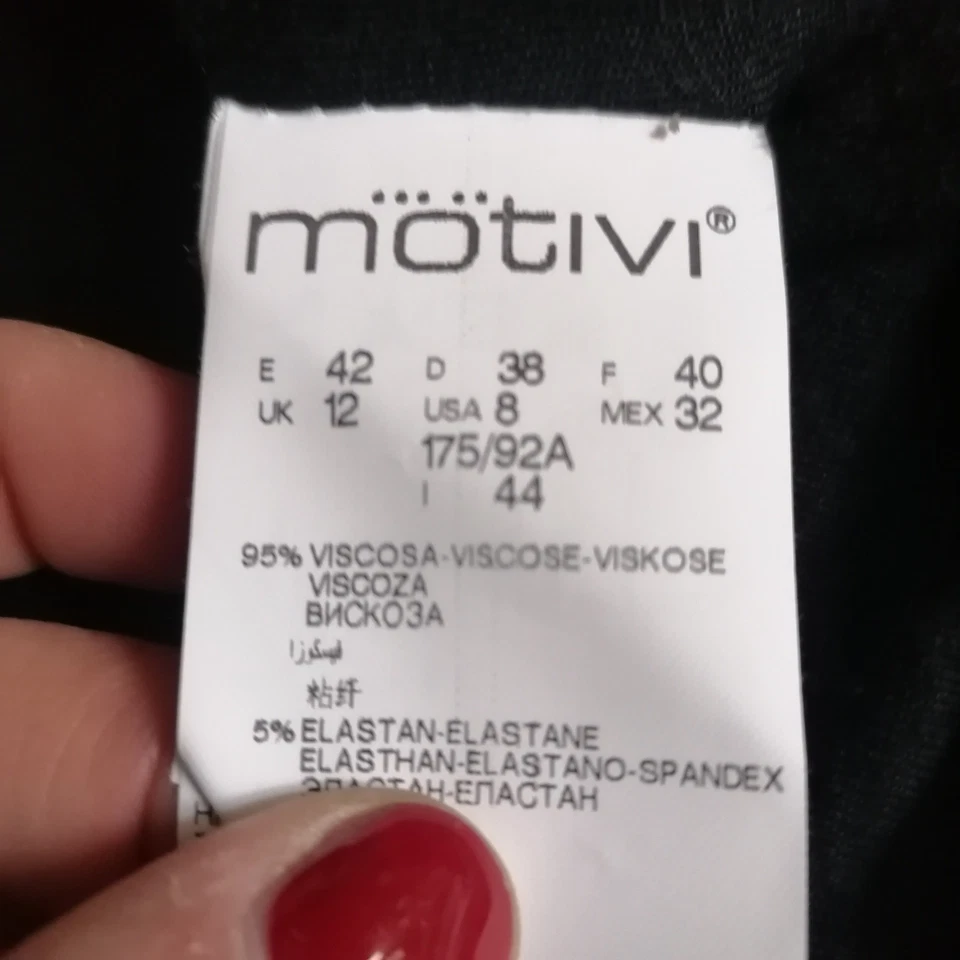 mötivi®
E 42 D 38 F 40
UK 12 USA 8 MEX 32
175/92A
I 44
95% VISCOSA-VISCOSE-VISKOSE
VISCOZA
ВИСКОЗА
粘纤
5% ELASTAN-ELASTANE
ELASTHAN-ELASTANO-SPANDEX
ЭЛАСТАН-ЕЛАСТАН